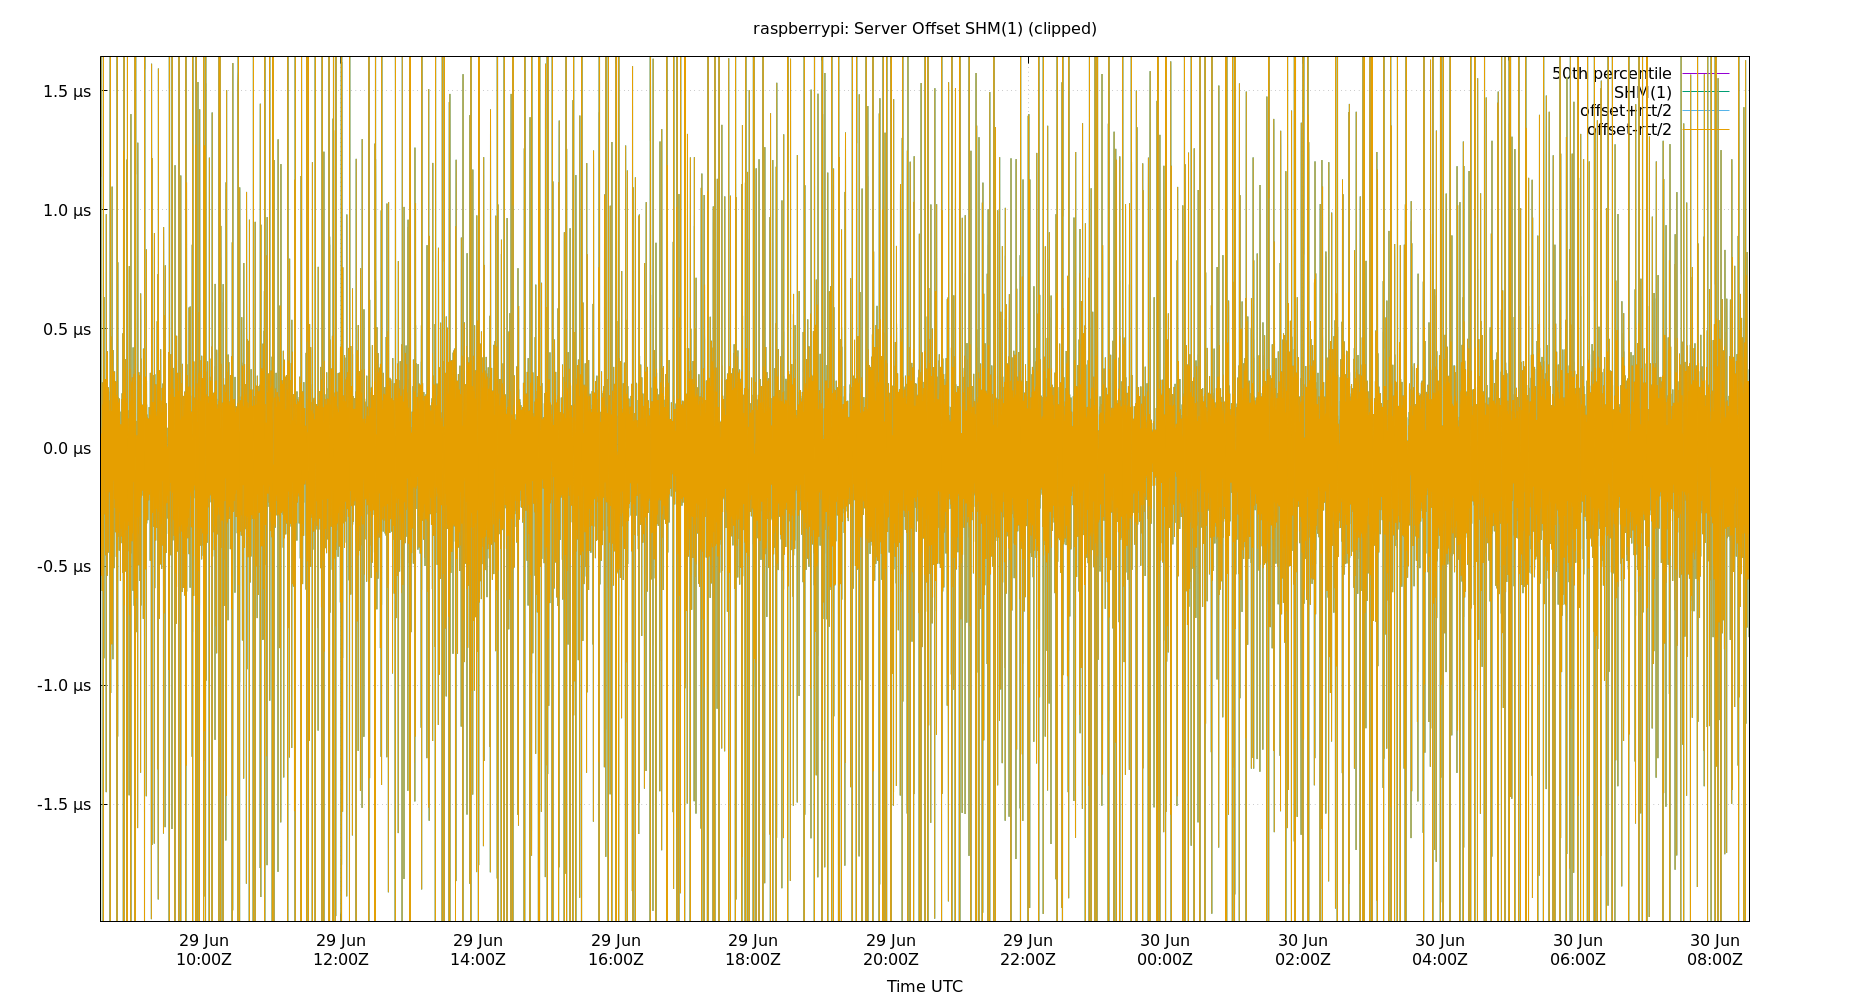 raspberrypi: Server Offset SHM(1) (clipped)
50th percentile
SHM(1)
offset+rtt/2
offset-rtt/2
1.5 µs
1.0 µs
0.5 µs
0.0 µs
-0.5 µs
-1.0 µs
-1.5 µs
29 Jun 29 Jun 29 Jun 29 Jun 29 Jun 29 Jun 29 Jun 30 Jun 30 Jun 30 Jun 30 Jun 30 Jun
10:00Z 12:00Z 14:00Z 16:00Z 18:00Z 20:00Z 22:00Z 00:00Z 02:00Z 04:00Z 06:00Z 08:00Z
Time UTC